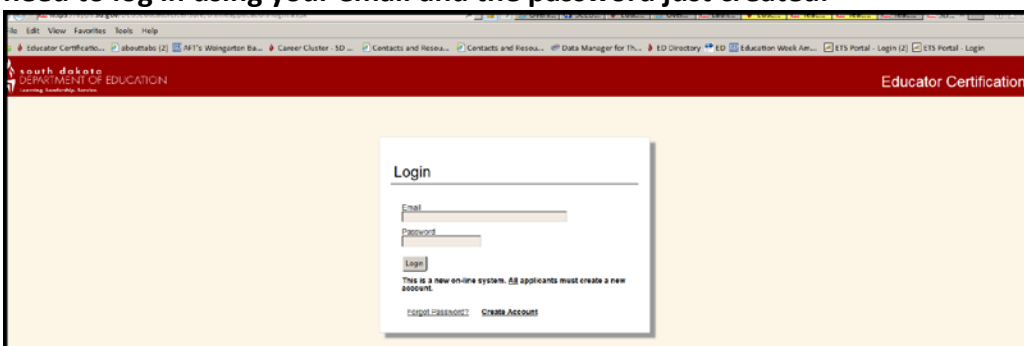 need to log in using your email and the password just created.
Edit View Favorites Tools Help
Educator Certificatio... abouttabs (2) AFT's Weingarten Ba... Career Cluster - SD ... Contacts and Resou... Contacts and Resou... Data Manager for Th... ED Directory ED Education Week Am... ETS Portal - Login (2) ETS Portal - Login
south dakota
DEPARTMENT OF EDUCATION
Learning. Leadership. Service.
Educator Certification
Login
Email
Password
Login
This is a new on-line system. All applicants must create a new
account.
Forgot Password? Create Account